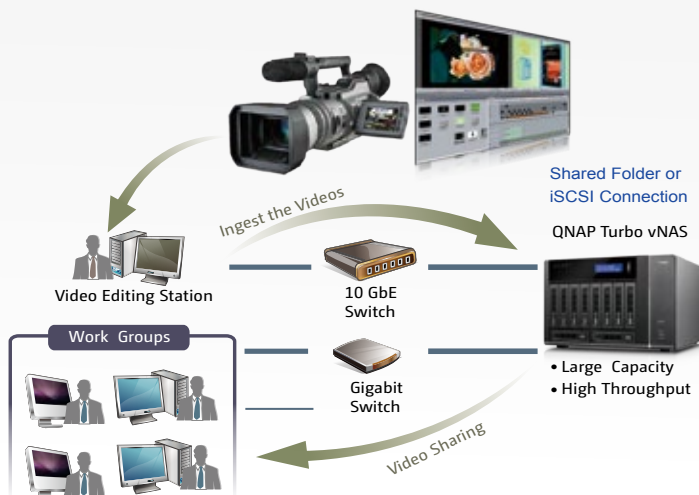 Shared Folder or
iSCSI Connection
Ingest the Videos
QNAP Turbo vNAS
Video Editing Station
10 GbE
Switch
Work Groups
• Large Capacity
• High Throughput
Gigabit
Switch
Video Sharing